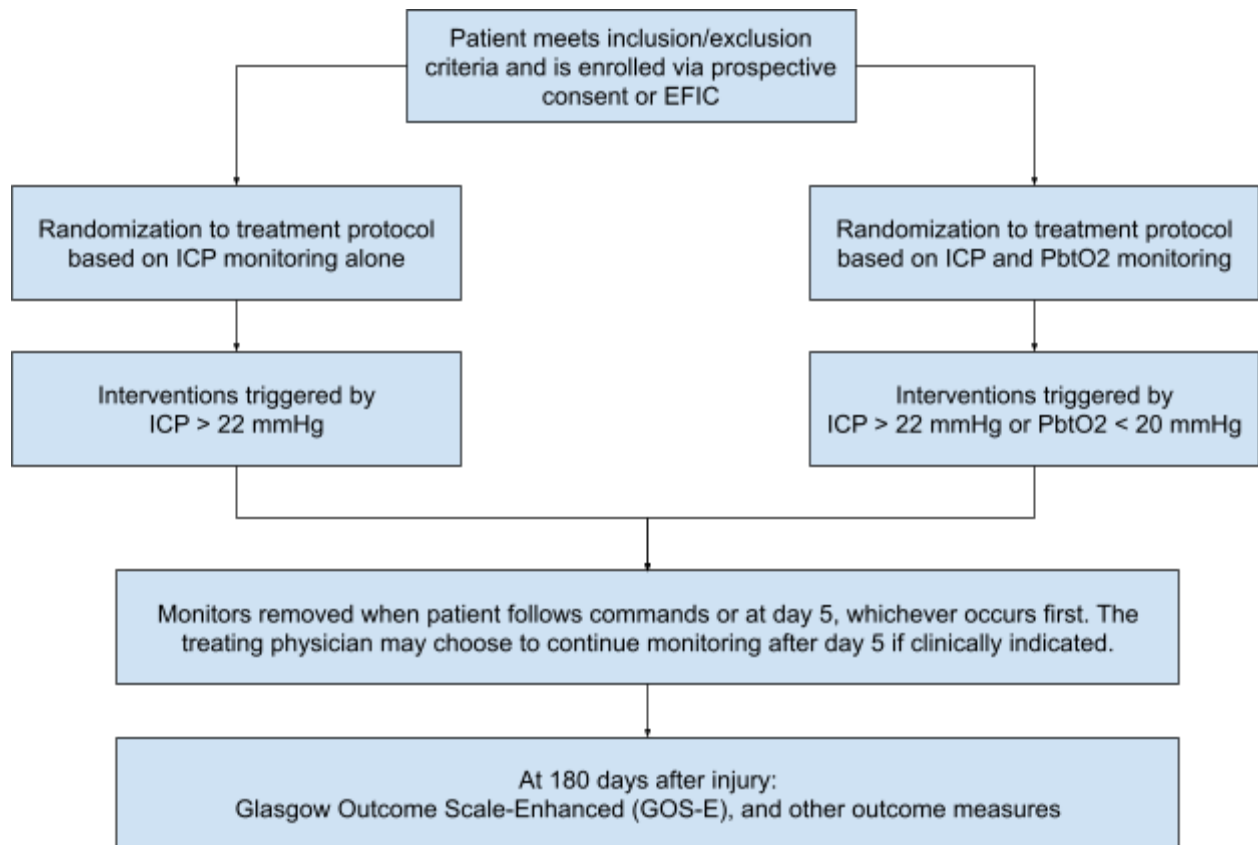 Patient meets inclusion/exclusion
criteria and is enrolled via prospective
consent or EFIC
Randomization to treatment protocol
based on ICP monitoring alone
Randomization to treatment protocol
based on ICP and PbtO2 monitoring
Interventions triggered by
ICP > 22 mmHg
Interventions triggered by
ICP > 22 mmHg or PbtO2 < 20 mmHg
Monitors removed when patient follows commands or at day 5, whichever occurs first. The
treating physician may choose to continue monitoring after day 5 if clinically indicated.
At 180 days after injury:
Glasgow Outcome Scale-Enhanced (GOS-E), and other outcome measures